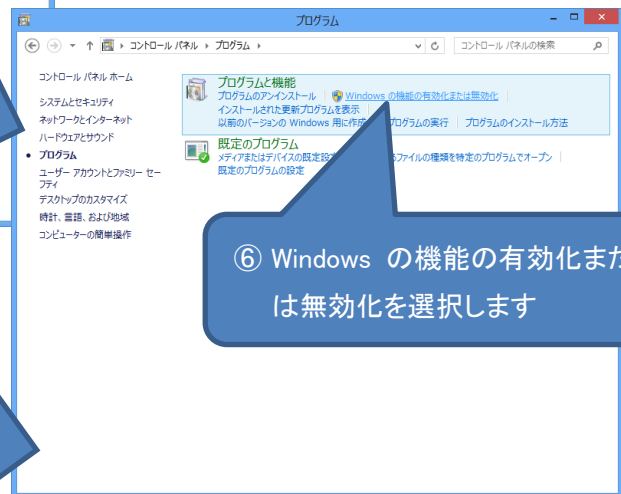 プログラム
コントロール パネル ▸ プログラム ▸
コントロール パネルの検索
コントロール パネル ホーム
システムとセキュリティ
ネットワークとインターネット
ハードウェアとサウンド
プログラム
ユーザー アカウントとファミリー セー
フティ
デスクトップのカスタマイズ
時計、言語、および地域
コンピューターの簡単操作
プログラムと機能
プログラムのアンインストール Windows の機能の有効化または無効化
インストールされた更新プログラムを表示
以前のバージョンの Windows 用に作成 プログラムの実行 プログラムのインストール方法
既定のプログラム
メディアまたはデバイスの既定設定 ファイルの種類を特定のプログラムでオープン
既定のプログラムの設定
⑥ Windows の機能の有効化また
は無効化を選択します